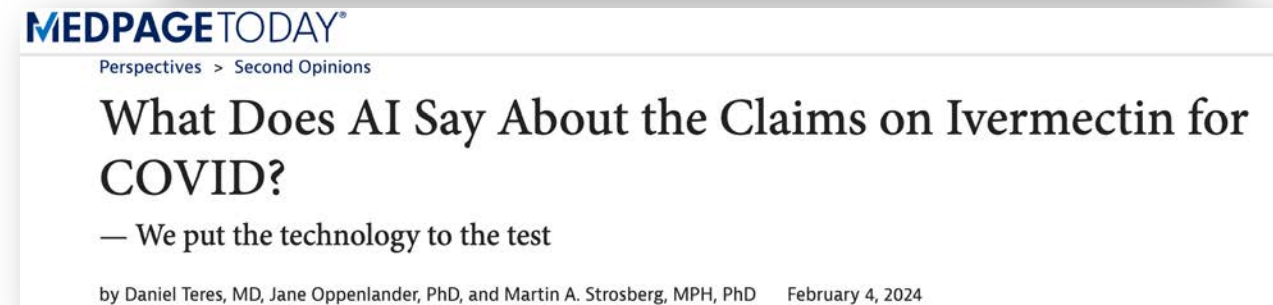 MEDPAGETODAY®
Perspectives > Second Opinions
What Does AI Say About the Claims on Ivermectin for
COVID?
— We put the technology to the test
by Daniel Teres, MD, Jane Oppenlander, PhD, and Martin A. Strosberg, MPH, PhD February 4, 2024